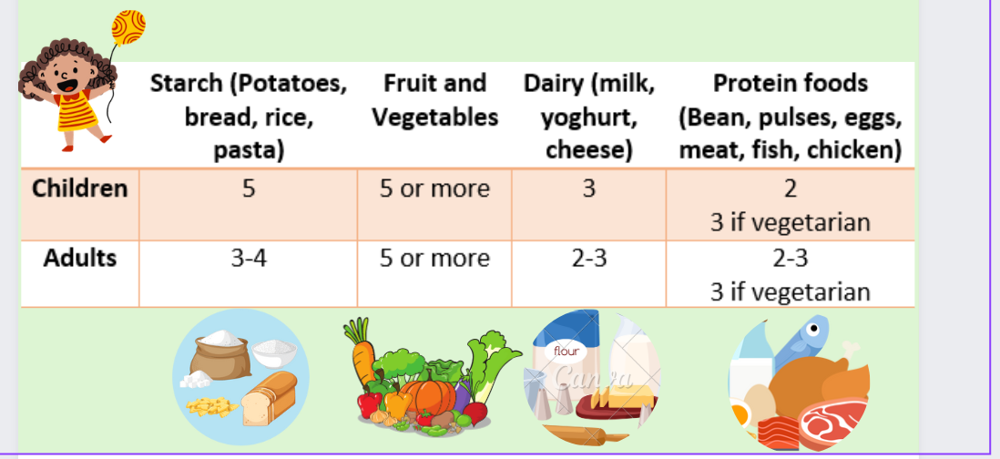 Starch (Potatoes, bread, rice, pasta)
Fruit and Vegetables
Dairy (milk, yoghurt, cheese)
Protein foods (Bean, pulses, eggs, meat, fish, chicken)
Children
5
5 or more
3
2
3 if vegetarian
Adults
3-4
5 or more
2-3
2-3
3 if vegetarian
flour
Canva